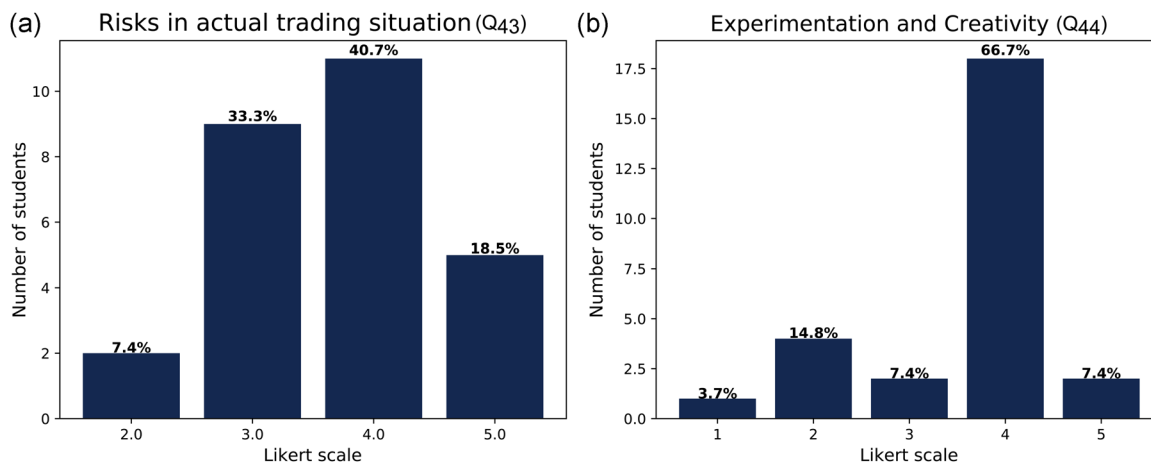 (a) Risks in actual trading situation (Q43)
40.7%
33.3%
18.5%
7.4%
10
8
6
4
2
0
Number of students
2.0 3.0 4.0 5.0
Likert scale
(b) Experimentation and Creativity (Q44)
66.7%
14.8%
7.4%
7.4%
3.7%
17.5
15.0
12.5
10.0
7.5
5.0
2.5
0.0
Number of students
1 2 3 4 5
Likert scale